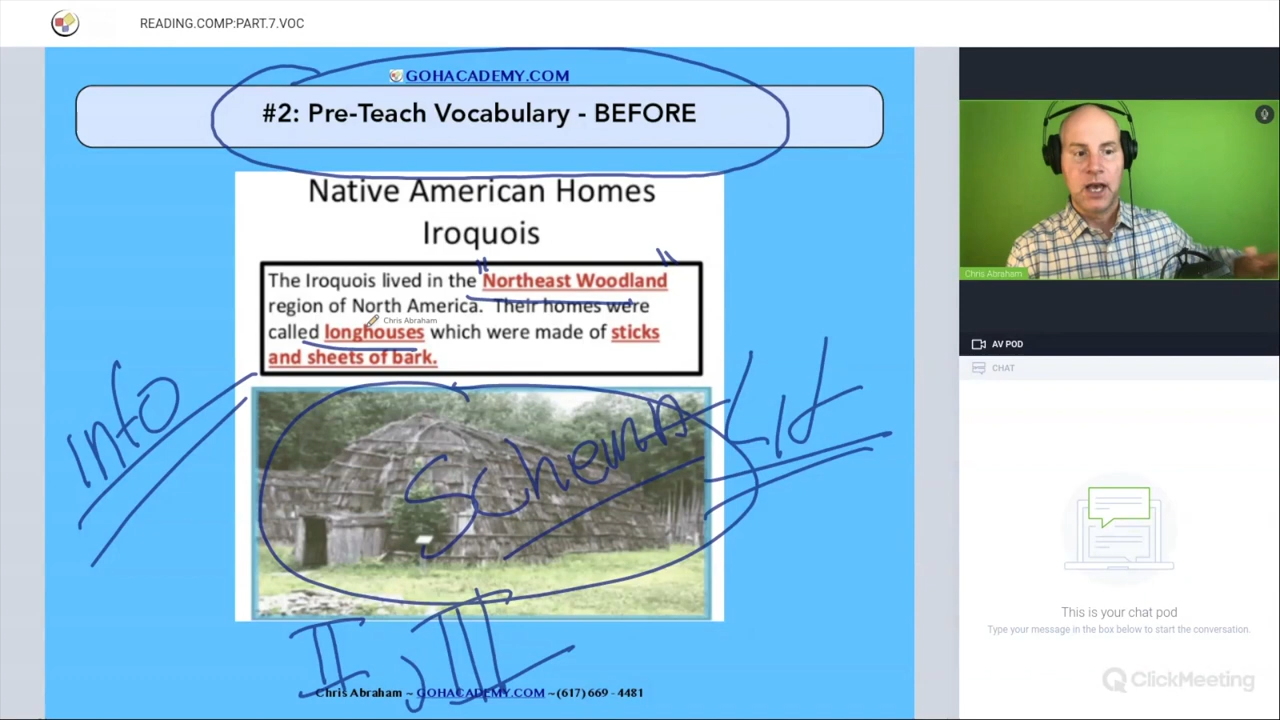 READING.COMP:PART.7.VOC
GOHACADEMY.COM
#2: Pre-Teach Vocabulary - BEFORE
Native American Homes
Iroquois
The Iroquois lived in the "Northeast Woodland"
region of North America. Their homes were
Chris Abraham
called longhouses which were made of sticks
and sheets of bark.
Info
Schema
Lit
II, III
Chris Abraham ~ GOHACADEMY.COM ~ (617) 669 - 4481
Chris Abraham
AV POD
CHAT
This is your chat pod
Type your message in the box below to start the conversation.
ClickMeeting